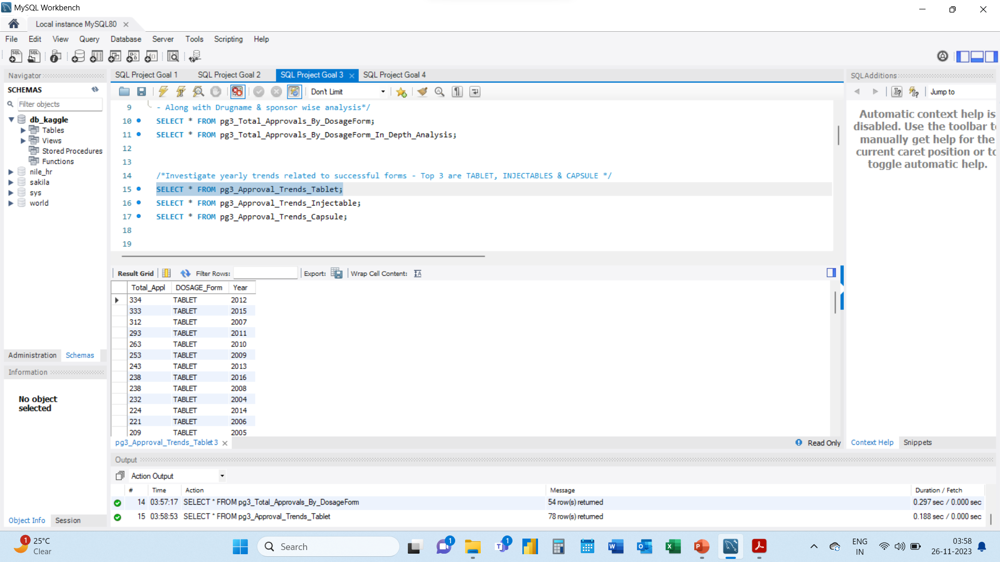 MySQL Workbench
Local instance MySQL80
File Edit View Query Database Server Tools Scripting Help
Navigator
SCHEMAS
Filter objects
db_kaggle
Tables
Views
Stored Procedures
Functions
nile_hr
sakila
sys
world
Administration Schemas
Information
No object
selected
Object Info Session
SQL Project Goal 1 SQL Project Goal 2 SQL Project Goal 3 SQL Project Goal 4
Don't Limit
9 - Along with Drugname & sponsor wise analysis*/
10 SELECT * FROM pg3_Total_Approvals_By_DosageForm;
11 SELECT * FROM pg3_Total_Approvals_By_DosageForm_In_Depth_Analysis;
12
13
14 /*Investigate yearly trends related to successful forms - Top 3 are TABLET, INJECTABLES & CAPSULE */
15 SELECT * FROM pg3_Approval_Trends_Tablet;
16 SELECT * FROM pg3_Approval_Trends_Injectable;
17 SELECT * FROM pg3_Approval_Trends_Capsule;
18
19
Result Grid Filter Rows: Export: Wrap Cell Content:
Total_Appl DOSAGE_Form Year
334 TABLET 2012
333 TABLET 2015
312 TABLET 2007
293 TABLET 2011
263 TABLET 2010
253 TABLET 2009
243 TABLET 2013
238 TABLET 2016
238 TABLET 2008
232 TABLET 2004
224 TABLET 2014
221 TABLET 2006
209 TABLET 2005
pg3_Approval_Trends_Tablet 3
Read Only
SQLAdditions
Jump to
Automatic context help is
disabled. Use the toolbar t
manually get help for the
current caret position or to
toggle automatic help.
Context Help Snippets
Output
Action Output
# Time Action Message Duration / Fetch
14 03:57:17 SELECT * FROM pg3_Total_Approvals_By_DosageForm 54 row(s) returned 0.297 sec / 0.000 sec
15 03:58:53 SELECT * FROM pg3_Approval_Trends_Tablet 78 row(s) returned 0.188 sec / 0.000 sec
1
25°C
Clear
Search
1
1
ENG
IN
03:58
26-11-2023